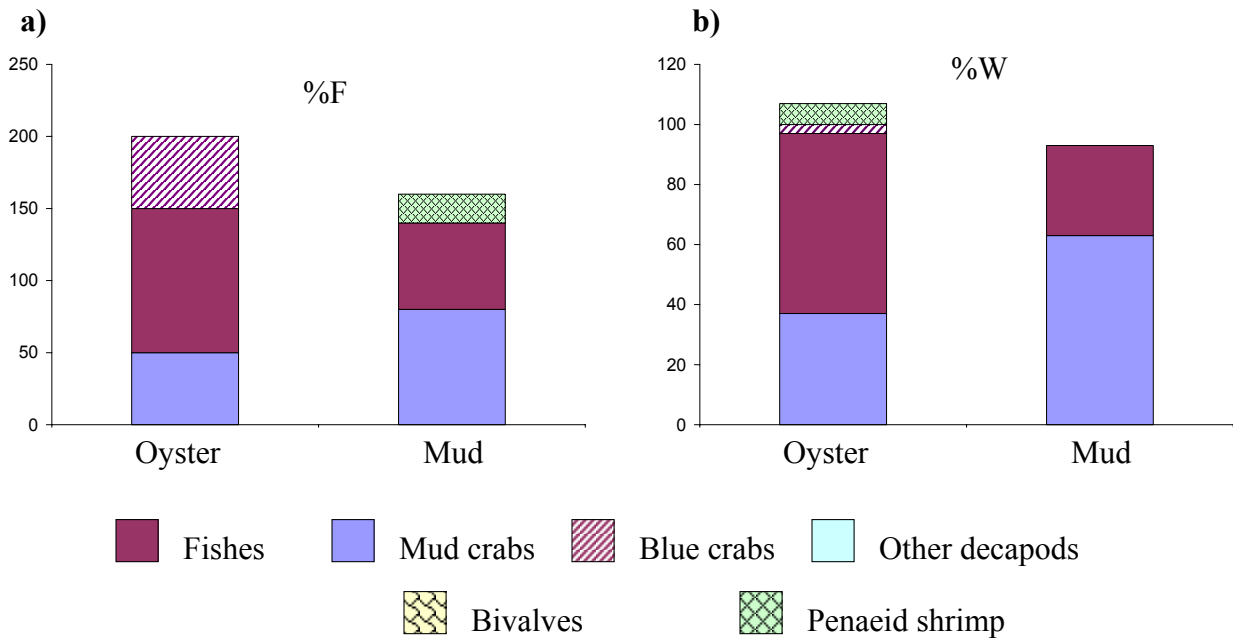 a)
%F
250
200
150
100
50
0
Oyster Mud
b)
%W
120
100
80
60
40
20
0
Oyster Mud
Fishes Mud crabs Blue crabs Other decapods
Bivalves Penaeid shrimp